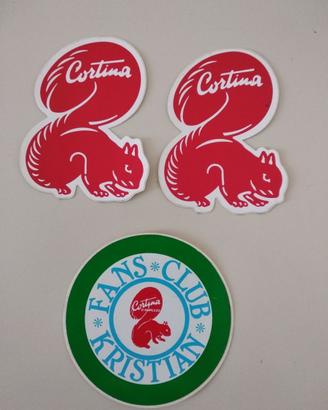 Cortina
Cortina
FANS * CLUB
Cortina
* KRISTIAN *